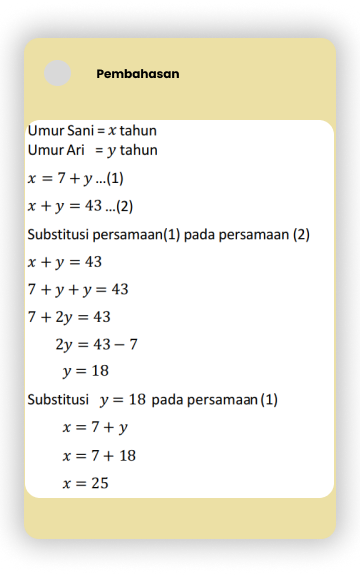 Pembahasan
Umur Sani = x tahun
Umur Ari = y tahun
x = 7 + y ...(1)
x + y = 43 ...(2)
Substitusi persamaan(1) pada persamaan (2)
x + y = 43
7 + y + y = 43
7 + 2y = 43
2y = 43 − 7
y = 18
Substitusi y = 18 pada persamaan (1)
x = 7 + y
x = 7 + 18
x = 25